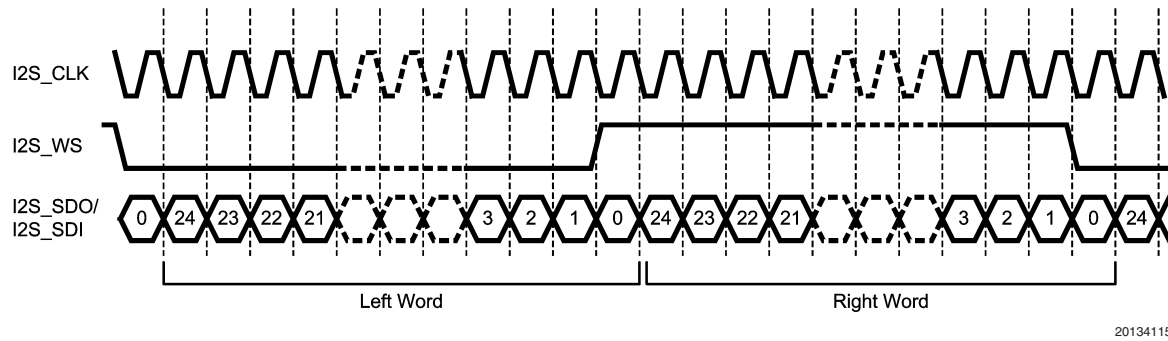 I2S_CLK
I2S_WS
I2S_SDO/
I2S_SDI
0 24 23 22 21 3 2 1 0 24 23 22 21 3 2 1 0 24
Left Word
Right Word
20134115